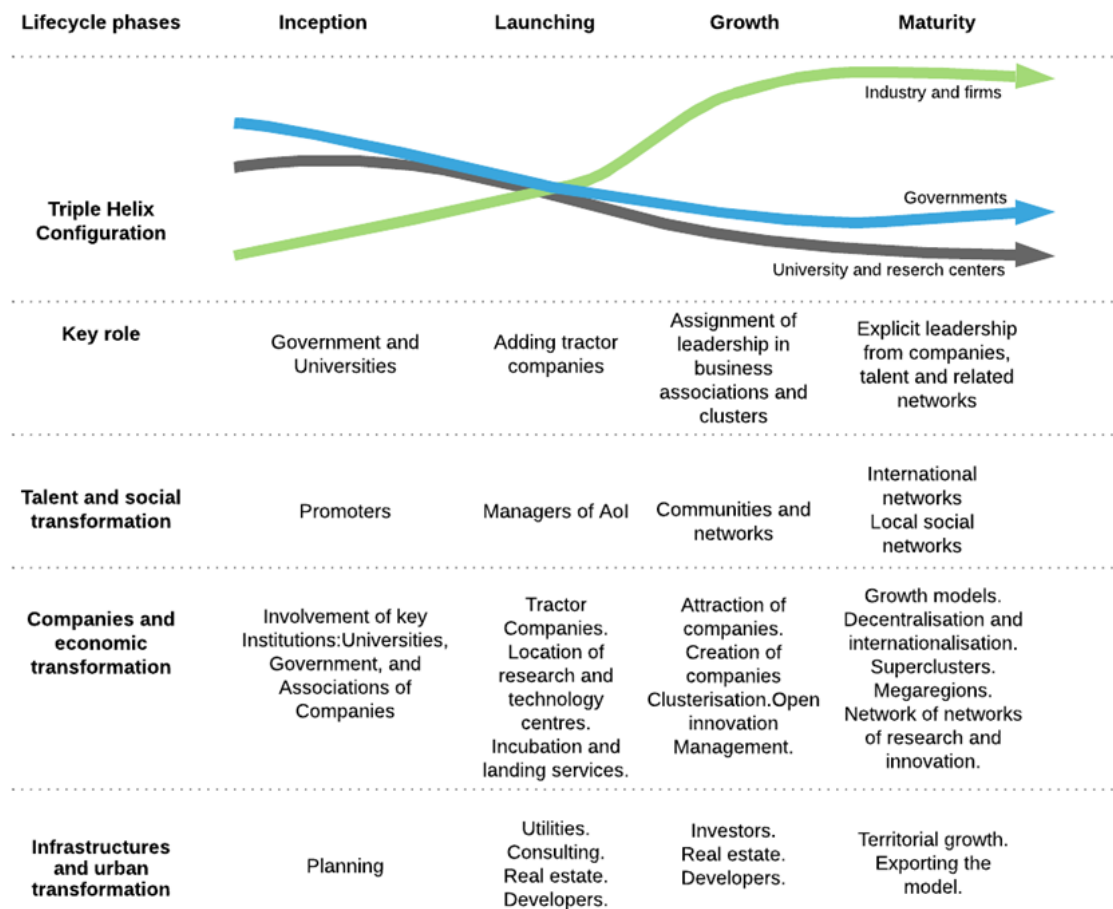 Lifecycle phases
Inception
Launching
Growth
Maturity
Triple Helix
Configuration
Industry and firms
Governments
University and reserch centers
Key role
Government and
Universities
Adding tractor
companies
Assignment of
leadership in
business
associations and
clusters
Explicit leadership
from companies,
talent and related
networks
Talent and social
transformation
Promoters
Managers of AoI
Communities and
networks
International
networks
Local social
networks
Companies and
economic
transformation
Involvement of key
Institutions:Universities,
Government, and
Associations of
Companies
Tractor
Companies.
Location of
research and
technology
centres.
Incubation and
landing services.
Attraction of
companies.
Creation of
companies
Clusterisation.Open
innovation
Management.
Growth models.
Decentralisation and
internationalisation.
Superclusters.
Megaregions.
Network of networks
of research and
innovation.
Infrastructures
and urban
transformation
Planning
Utilities.
Consulting.
Real estate.
Developers.
Investors.
Real estate.
Developers.
Territorial growth.
Exporting the
model.